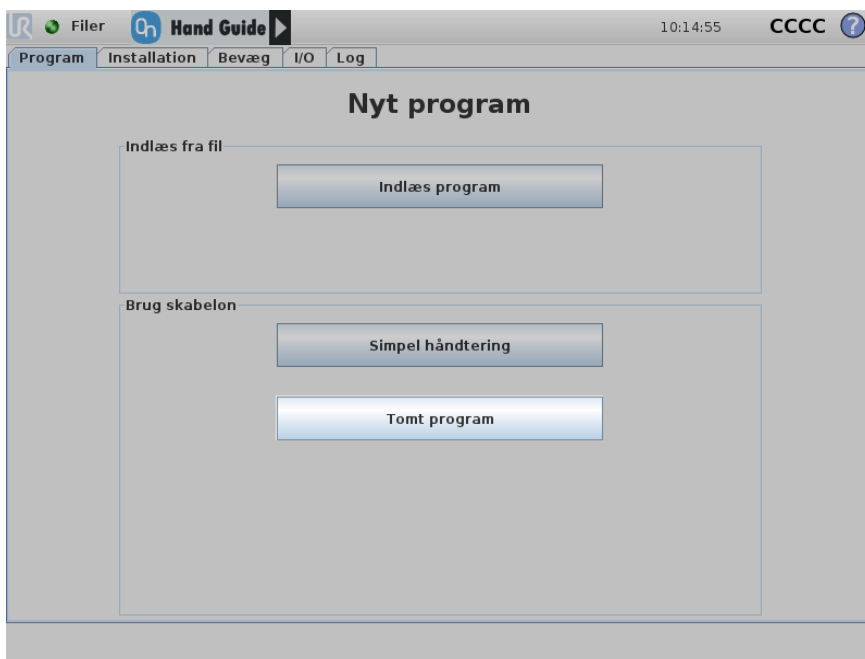 UR Filer On Hand Guide 10:14:55 CCCC ?
Program Installation Bevæg I/O Log
Nyt program
Indlæs fra fil
Indlæs program
Brug skabelon
Simpel håndtering
Tomt program